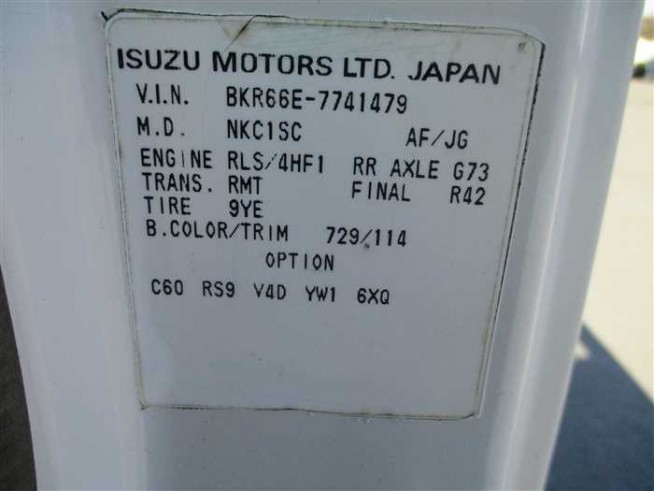 ISUZU MOTORS LTD. JAPAN
V.I.N. BKR66E-7741479
M.D. NKC1SC AF/JG
ENGINE RLS/4HF1 RR AXLE G73
TRANS. RMT FINAL R42
TIRE 9YE
B.COLOR/TRIM 729/114
OPTION
C60 RS9 V4D YW1 6XQ